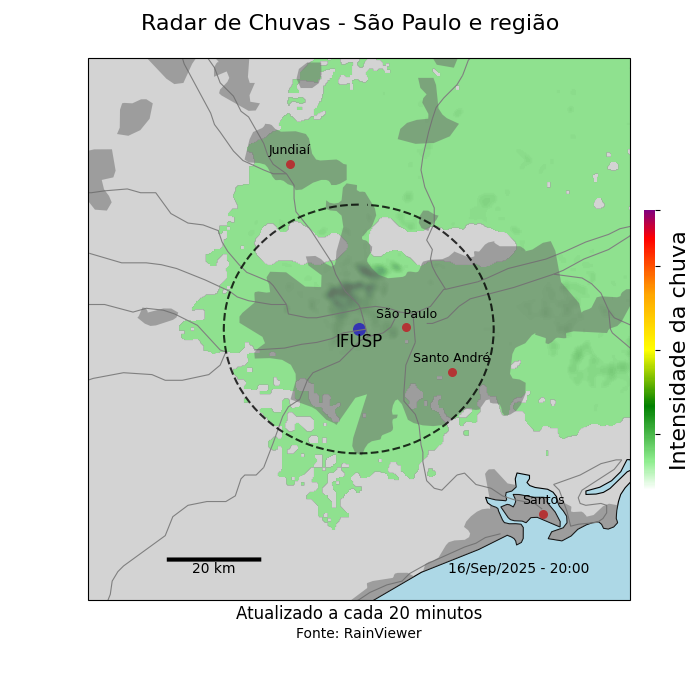 Radar de Chuvas - São Paulo e região
Jundiaí
São Paulo
IFUSP
Santo André
Santos
20 km
16/Sep/2025 - 20:00
Intensidade da chuva
Atualizado a cada 20 minutos
Fonte: RainViewer